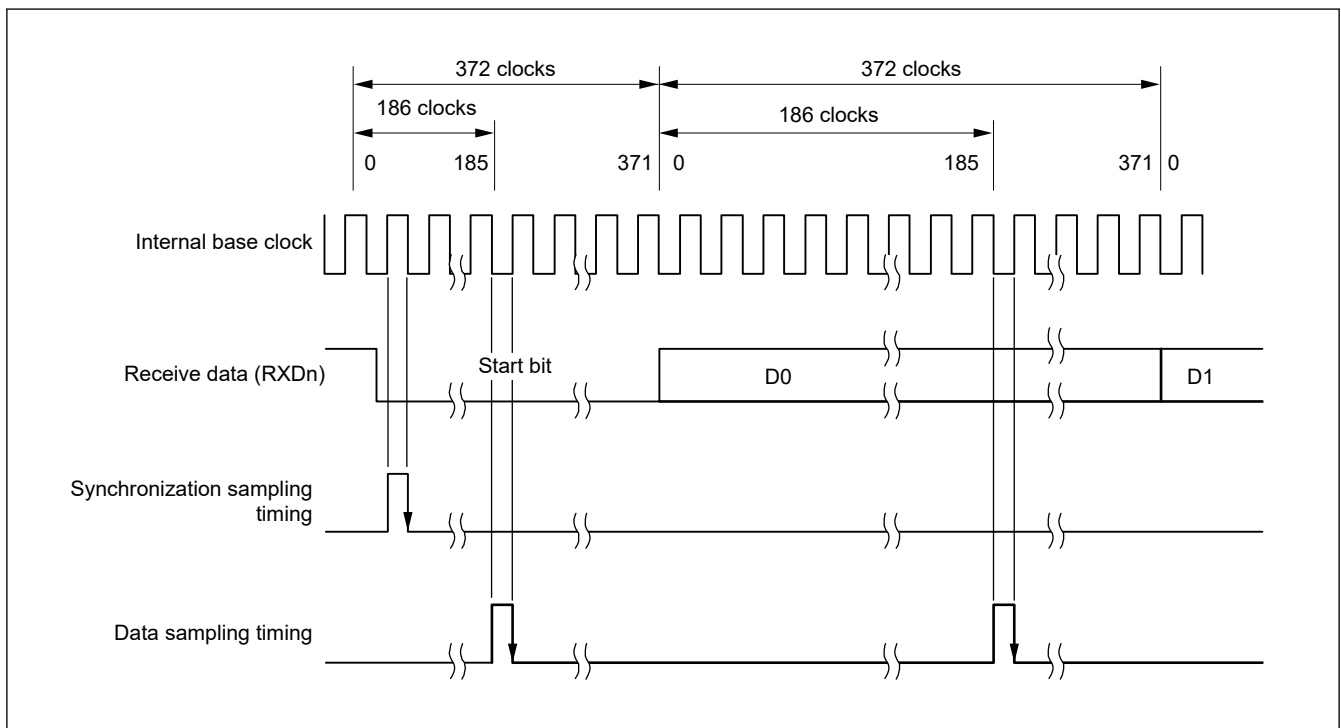 372 clocks
372 clocks
186 clocks
186 clocks
0
185
371
0
185
371
0
Internal base clock
Receive data (RXDn)
Start bit
D0
D1
Synchronization sampling
timing
Data sampling timing